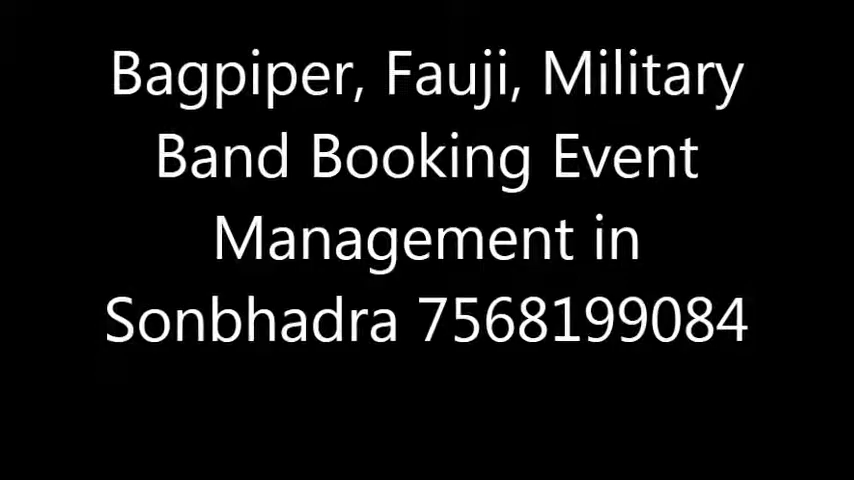 Bagpiper, Fauji, Military
Band Booking Event
Management in
Sonbhadra 7568199084